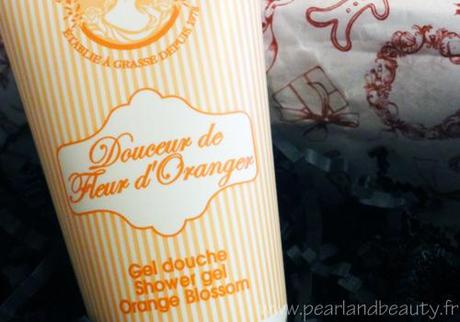 ÉTABLIE À GRASSE DEPUIS
Douceur de
Fleur d'Oranger
Gel douche
Shower gel
Orange Blossom
www.pearlandbeauty.fr